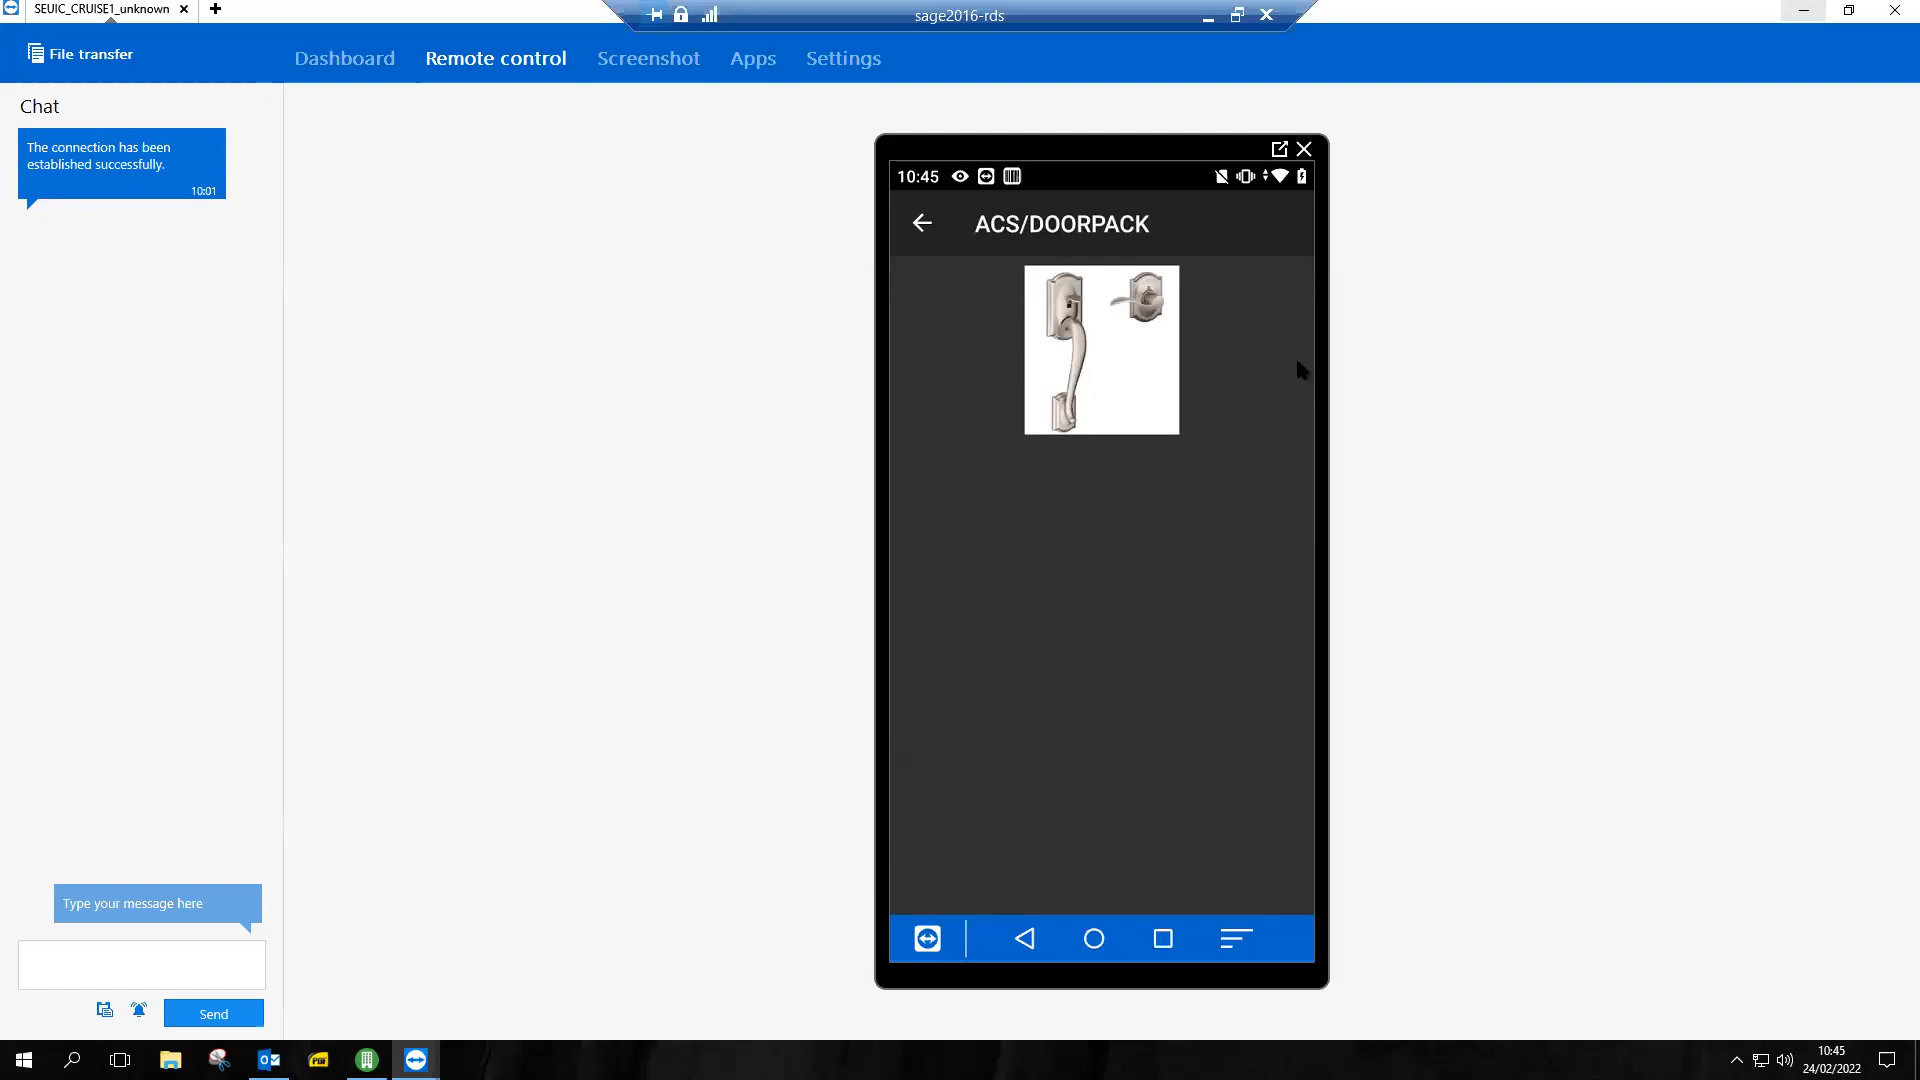 SEUIC_CRUISE1_unknown
sage2016-rds
File transfer
Dashboard
Remote control
Screenshot
Apps
Settings
Chat
The connection has been
established successfully.
10:01
10:45
ACS/DOORPACK
Type your message here
Send
PDF
10:45
24/02/2022